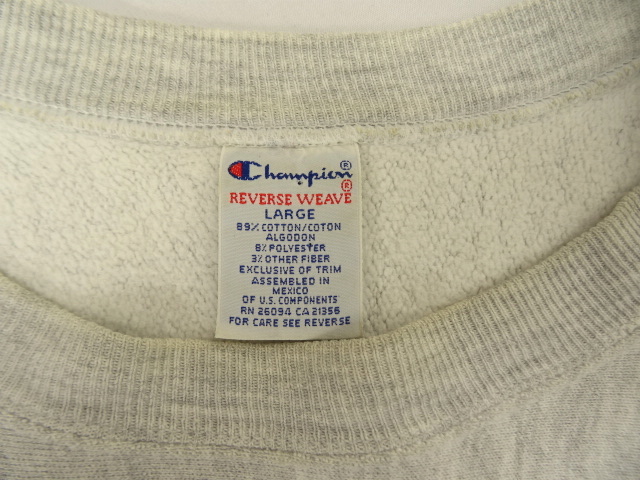 Champion®
REVERSE WEAVE®
LARGE
89% COTTON/COTON
ALGODON
8% POLYESTER
3% OTHER FIBER
EXCLUSIVE OF TRIM
ASSEMBLED IN
MEXICO
OF U.S. COMPONENTS
RN 26094 CA 21356
FOR CARE SEE REVERSE